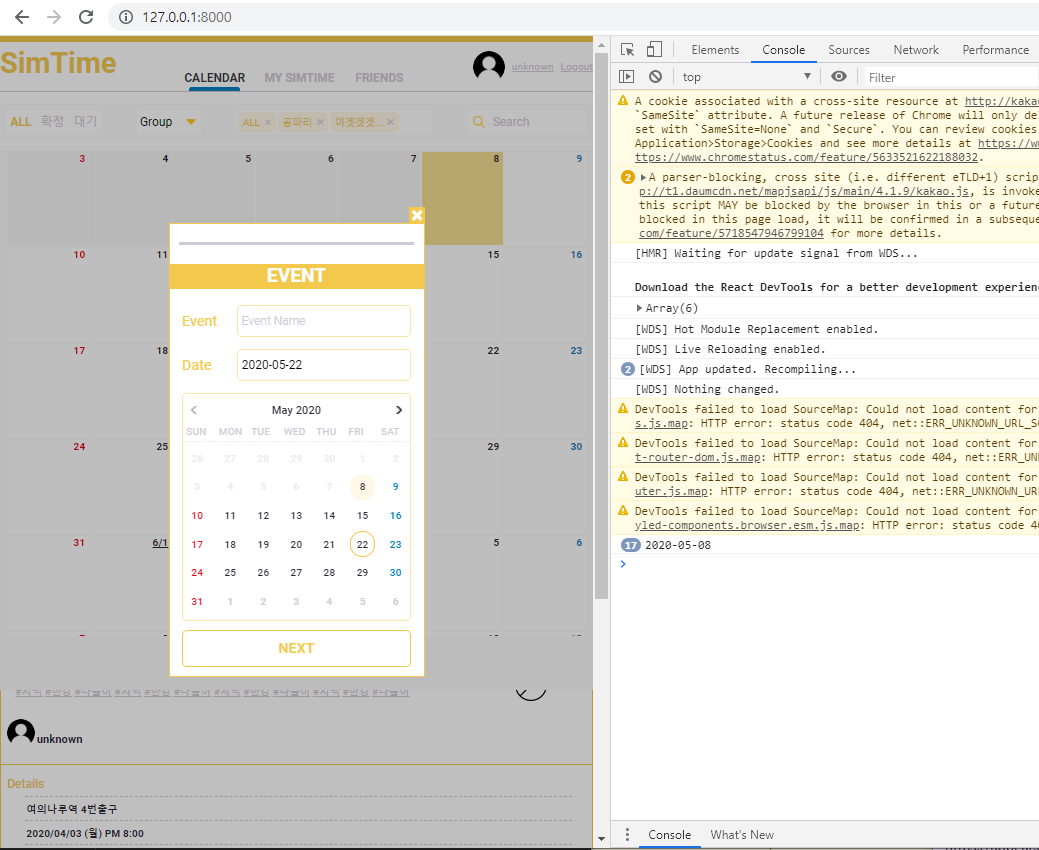 127.0.0.1:8000
SimTime
CALENDAR MY SIMTIME FRIENDS
unknown Logout
ALL 확정 대기 Group ALL × 공파리 × 이겟겟겟... × Search
3 4 5 6 7 8 9
10 11 15 16
17 18 22 23
24 25 29 30
31 6/1 5 6
EVENT
Event Event Name
Date 2020-05-22
< May 2020 >
SUN MON TUE WED THU FRI SAT
26 27 28 29 30 1 2
3 4 5 6 7 8 9
10 11 12 13 14 15 16
17 18 19 20 21 22 23
24 25 26 27 28 29 30
31 1 2 3 4 5 6
NEXT
unknown
Details
여의나루역 4번출구
2020/04/03 (월) PM 8:00
Elements Console Sources Network Performance
top Filter
A cookie associated with a cross-site resource at http://kakao
`SameSite` attribute. A future release of Chrome will only de
set with `SameSite=None` and `Secure`. You can review cookies
Application>Storage>Cookies and see more details at https://w
ttps://www.chromestatus.com/feature/5633521622188032.
2 A parser-blocking, cross site (i.e. different eTLD+1) scrip
p://t1.daumcdn.net/mapjsapi/js/main/4.1.9/kakao.js, is invoke
this script MAY be blocked by the browser in this or a future
blocked in this page load, it will be confirmed in a subseque
com/feature/5718547946799104 for more details.
[HMR] Waiting for update signal from WDS...
Download the React DevTools for a better development experien
Array(6)
[WDS] Hot Module Replacement enabled.
[WDS] Live Reloading enabled.
2 [WDS] App updated. Recompiling...
[WDS] Nothing changed.
DevTools failed to load SourceMap: Could not load content for
s.js.map: HTTP error: status code 404, net::ERR_UNKNOWN_URL_SC
DevTools failed to load SourceMap: Could not load content for
t-router-dom.js.map: HTTP error: status code 404, net::ERR_UN
DevTools failed to load SourceMap: Could not load content for
uter.js.map: HTTP error: status code 404, net::ERR_UNKNOWN_UR
DevTools failed to load SourceMap: Could not load content for
yled-components.browser.esm.js.map: HTTP error: status code 40
17 2020-05-08
Console What's New